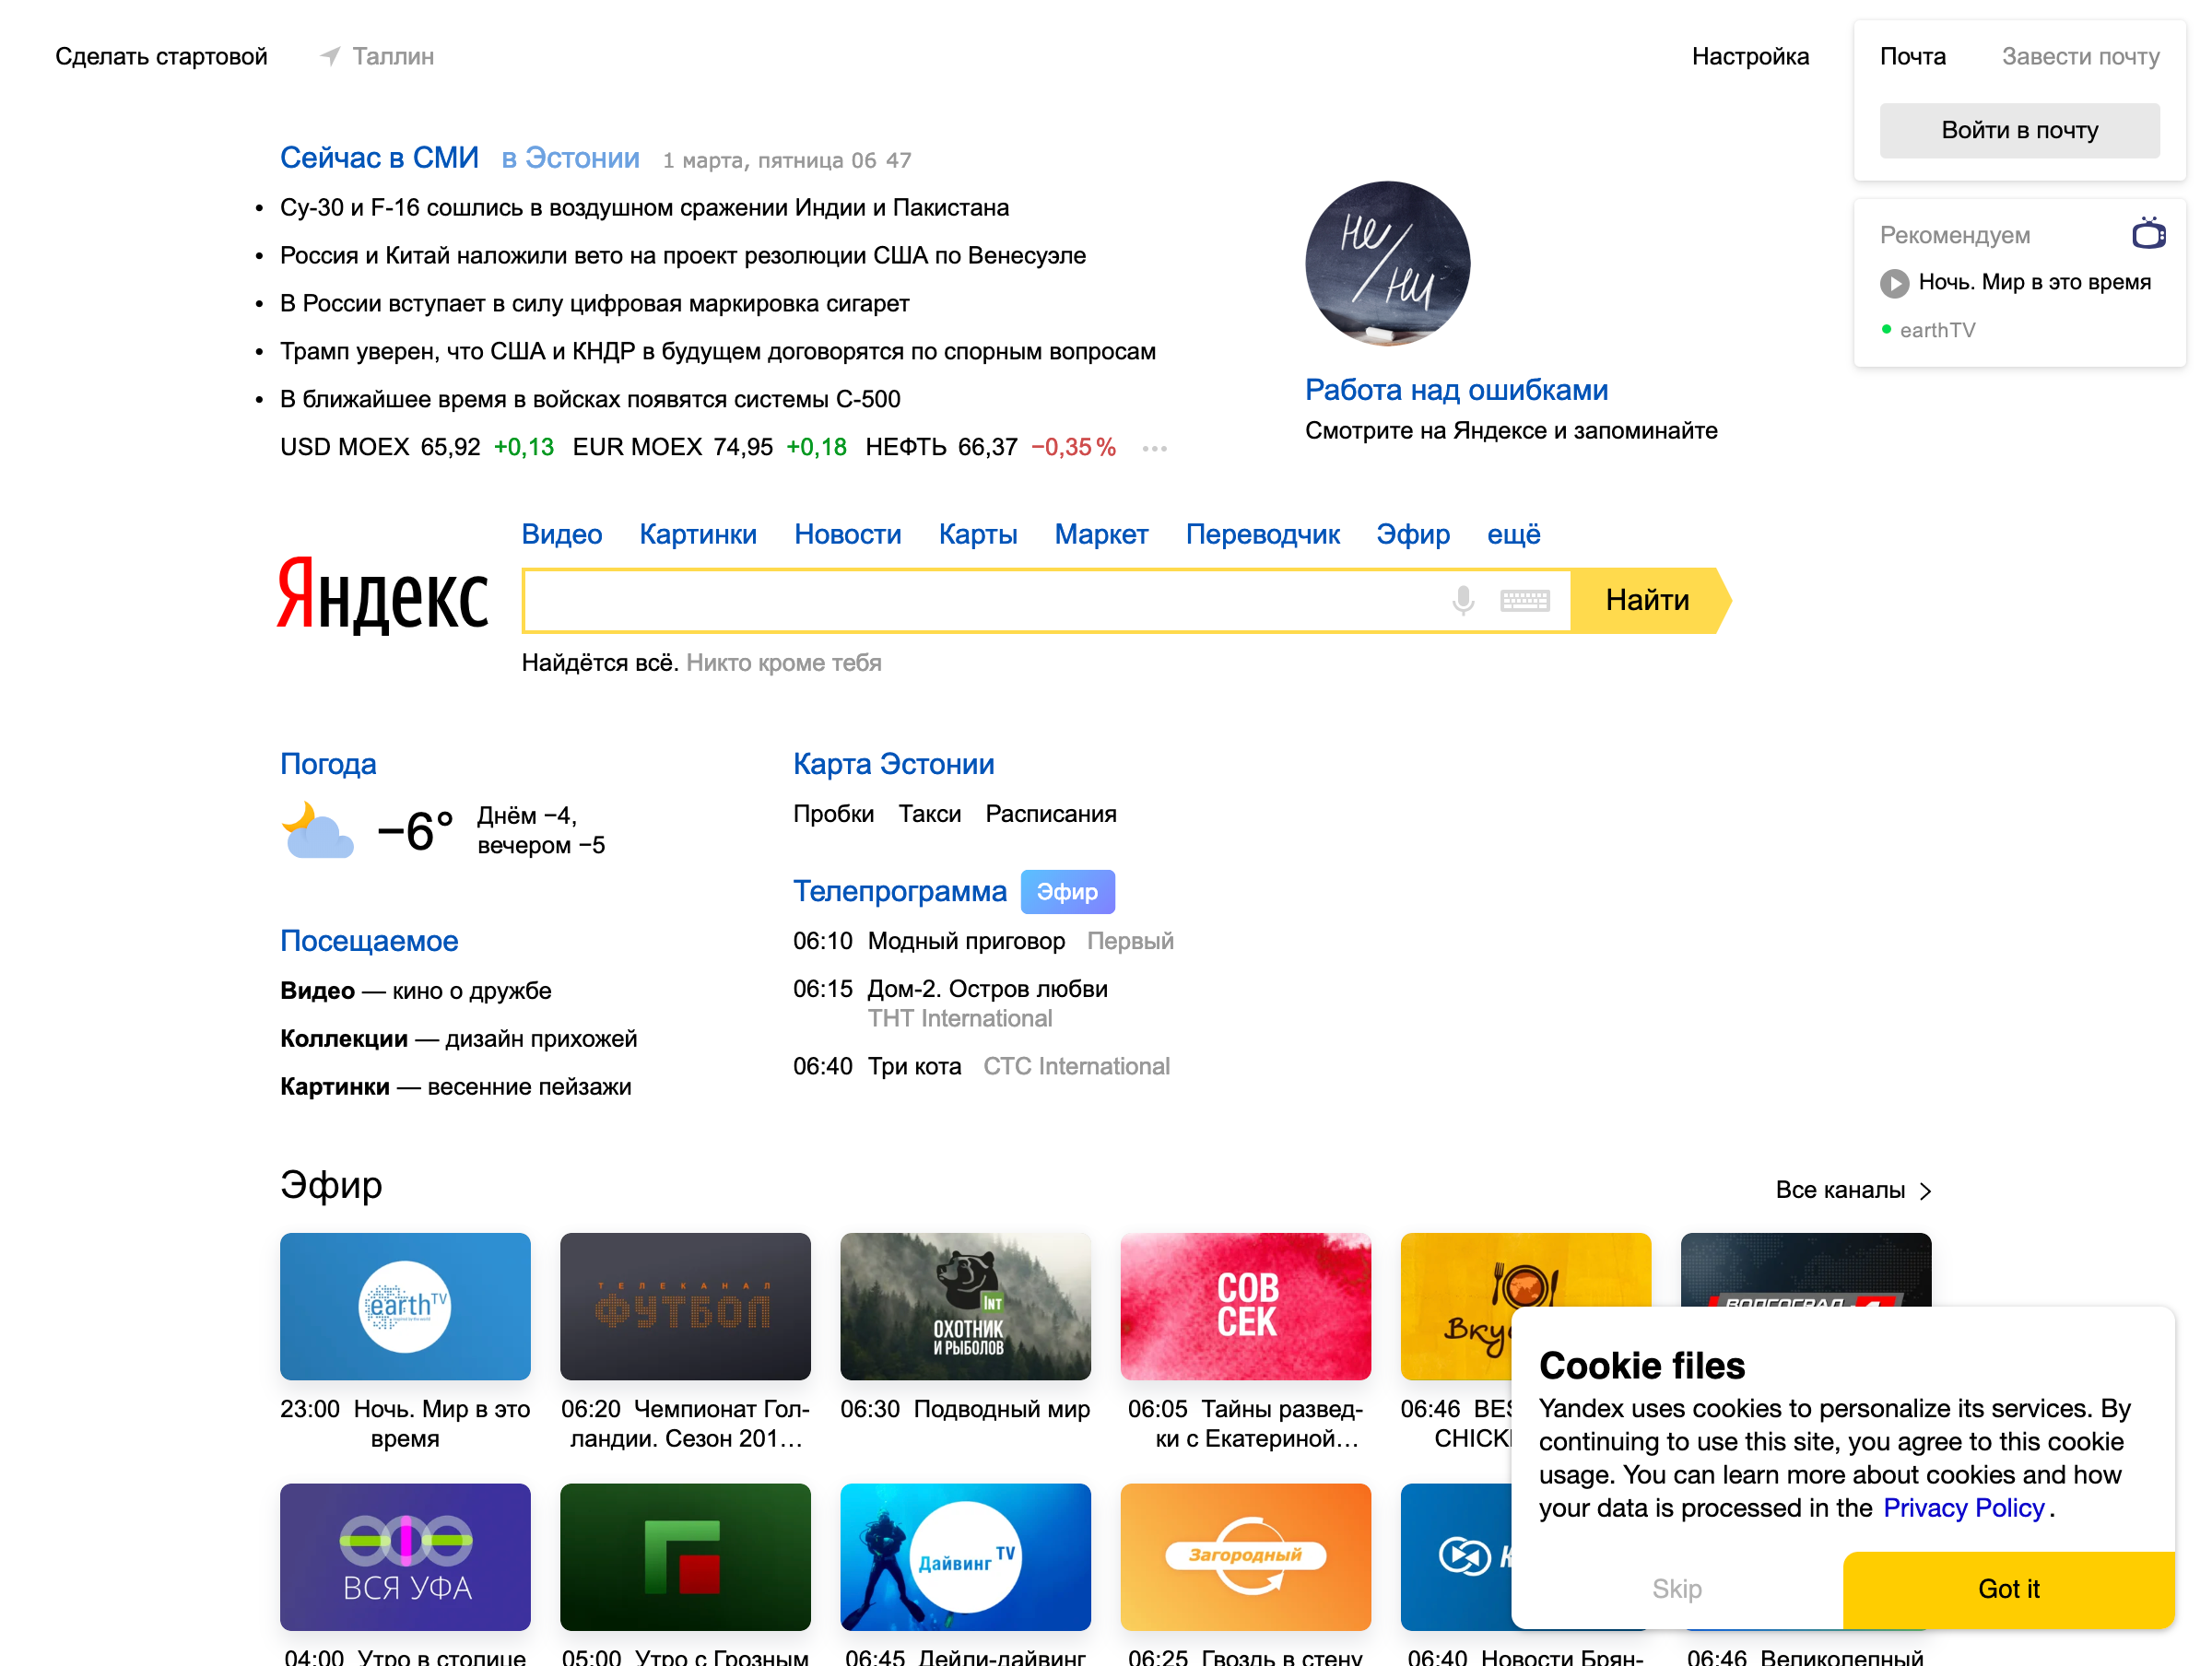 Сделать стартовой
Таллин
Настройка
Почта
Завести почту
Войти в почту
Сейчас в СМИ в Эстонии 1 марта, пятница 06 47
Су-30 и F-16 сошлись в воздушном сражении Индии и Пакистана
Россия и Китай наложили вето на проект резолюции США по Венесуэле
В России вступает в силу цифровая маркировка сигарет
Трамп уверен, что США и КНДР в будущем договорятся по спорным вопросам
В ближайшее время в войсках появятся системы С-500
USD MOEX 65,92 +0,13 EUR MOEX 74,95 +0,18 НЕФТЬ 66,37 −0,35 %
не/
ни
Работа над ошибками
Смотрите на Яндексе и запоминайте
Рекомендуем
Ночь. Мир в это время
earthTV
Видео Картинки Новости Карты Маркет Переводчик Эфир ещё
Яндекс
Найти
Найдётся всё. Никто кроме тебя
Погода
−6°
Днём −4,
вечером −5
Посещаемое
Видео — кино о дружбе
Коллекции — дизайн прихожей
Картинки — весенние пейзажи
Карта Эстонии
Пробки Такси Расписания
Телепрограмма Эфир
06:10 Модный приговор Первый
06:15 Дом-2. Остров любви
ТНТ International
06:40 Три кота СТС International
Эфир
Все каналы
earthTV
ТЕЛЕКАНАЛ
ФУТБОЛ
INT
ОХОТНИК
И РЫБОЛОВ
СОВ
СЕК
23:00 Ночь. Мир в это
время
06:20 Чемпионат Гол-
ландии. Сезон 201...
06:30 Подводный мир
06:05 Тайны развед-
ки с Екатериной...
06:46
ВСЯ УФА
Дайвинг TV
Загородный
04:00 Утро в столице
05:00 Утро с Грозным
06:45 Дейли-дайвинг
06:25 Гвоздь в стену
06:40 Новости Брян-
06:46 Великолепный
Cookie files
Yandex uses cookies to personalize its services. By
continuing to use this site, you agree to this cookie
usage. You can learn more about cookies and how
your data is processed in the Privacy Policy.
Skip
Got it